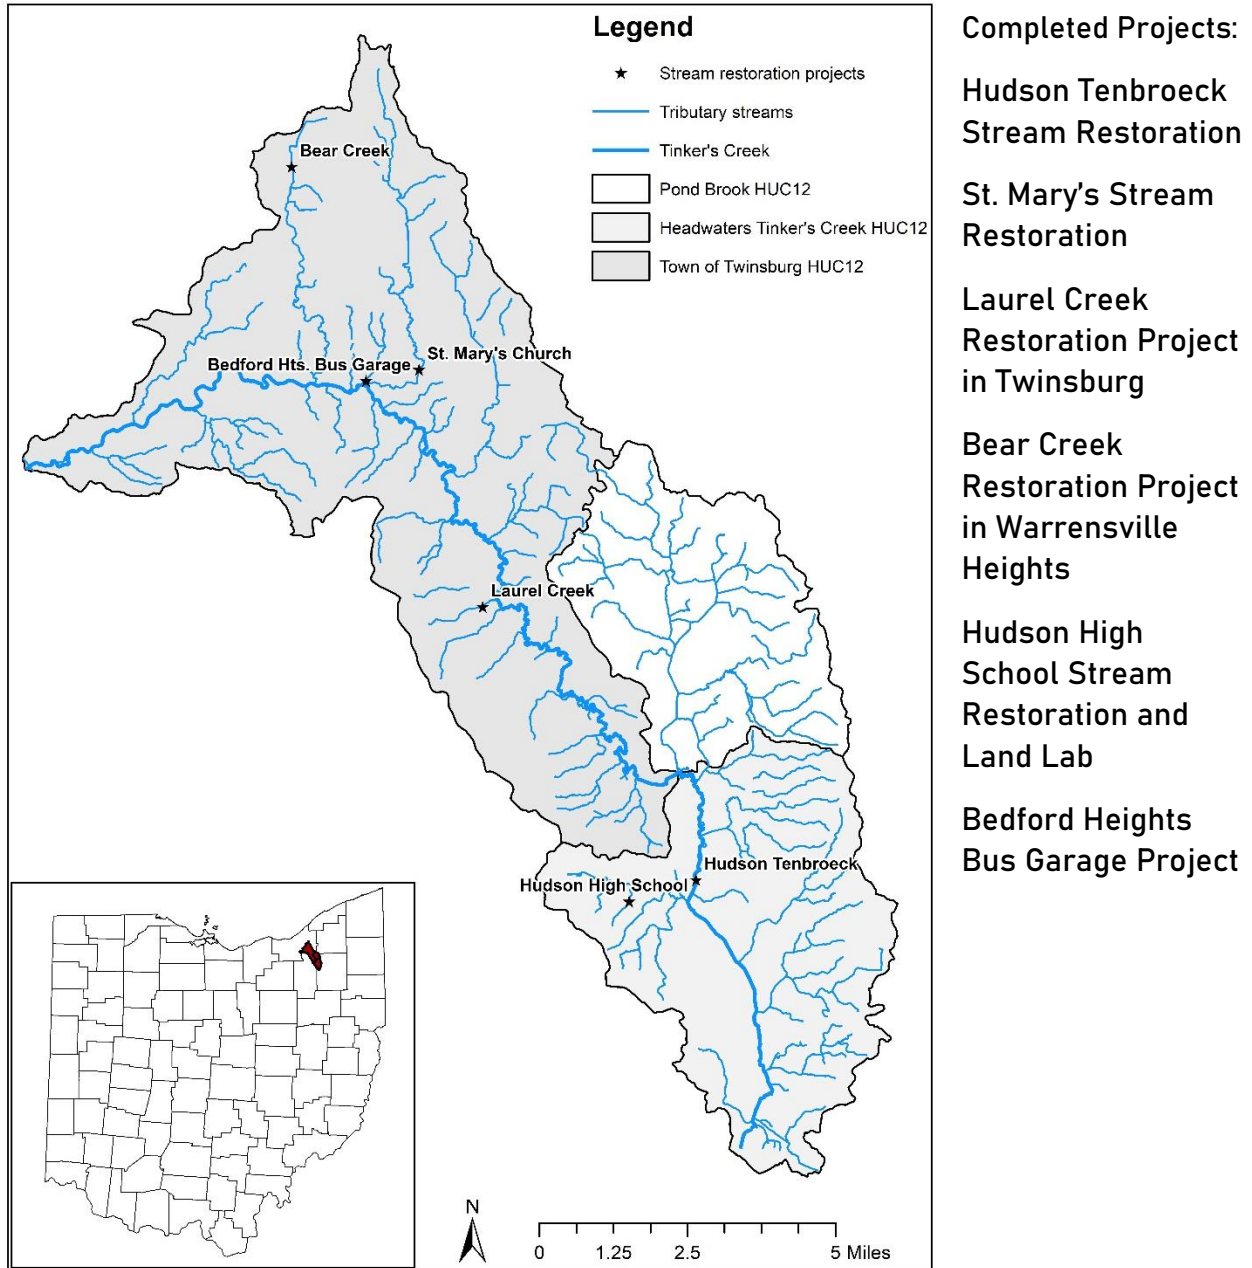 Legend
Stream restoration projects
Tributary streams
Tinker's Creek
Pond Brook HUC12
Headwaters Tinker's Creek HUC12
Town of Twinsburg HUC12
Bear Creek
St. Mary's Church
Bedford Hts. Bus Garage
Laurel Creek
Hudson Tenbroeck
Hudson High School
N
0 1.25 2.5 5 Miles
Completed Projects:
Hudson Tenbroeck
Stream Restoration
St. Mary's Stream
Restoration
Laurel Creek
Restoration Project
in Twinsburg
Bear Creek
Restoration Project
in Warrensville
Heights
Hudson High
School Stream
Restoration and
Land Lab
Bedford Heights
Bus Garage Project